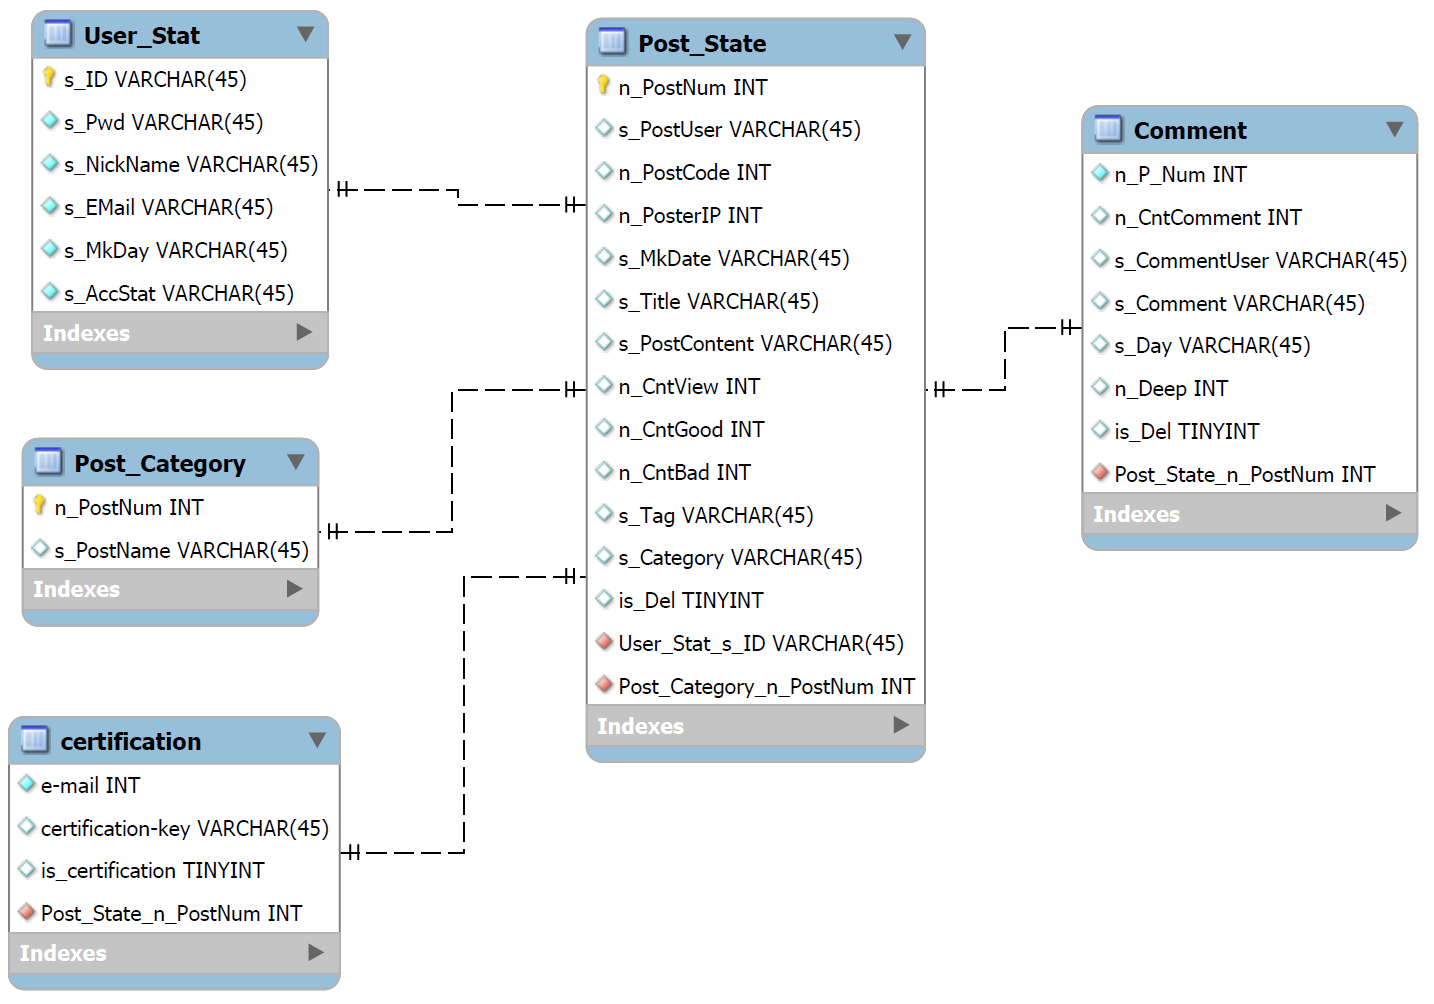 User_Stat
s_ID VARCHAR(45)
s_Pwd VARCHAR(45)
s_NickName VARCHAR(45)
s_EMail VARCHAR(45)
s_MkDay VARCHAR(45)
s_AccStat VARCHAR(45)
Indexes
Post_Category
n_PostNum INT
s_PostName VARCHAR(45)
Indexes
certification
e-mail INT
certification-key VARCHAR(45)
is_certification TINYINT
Post_State_n_PostNum INT
Indexes
Post_State
n_PostNum INT
s_PostUser VARCHAR(45)
n_PostCode INT
n_PosterIP INT
s_MkDate VARCHAR(45)
s_Title VARCHAR(45)
s_PostContent VARCHAR(45)
n_CntView INT
n_CntGood INT
n_CntBad INT
s_Tag VARCHAR(45)
s_Category VARCHAR(45)
is_Del TINYINT
User_Stat_s_ID VARCHAR(45)
Post_Category_n_PostNum INT
Indexes
Comment
n_P_Num INT
n_CntComment INT
s_CommentUser VARCHAR(45)
s_Comment VARCHAR(45)
s_Day VARCHAR(45)
n_Deep INT
is_Del TINYINT
Post_State_n_PostNum INT
Indexes